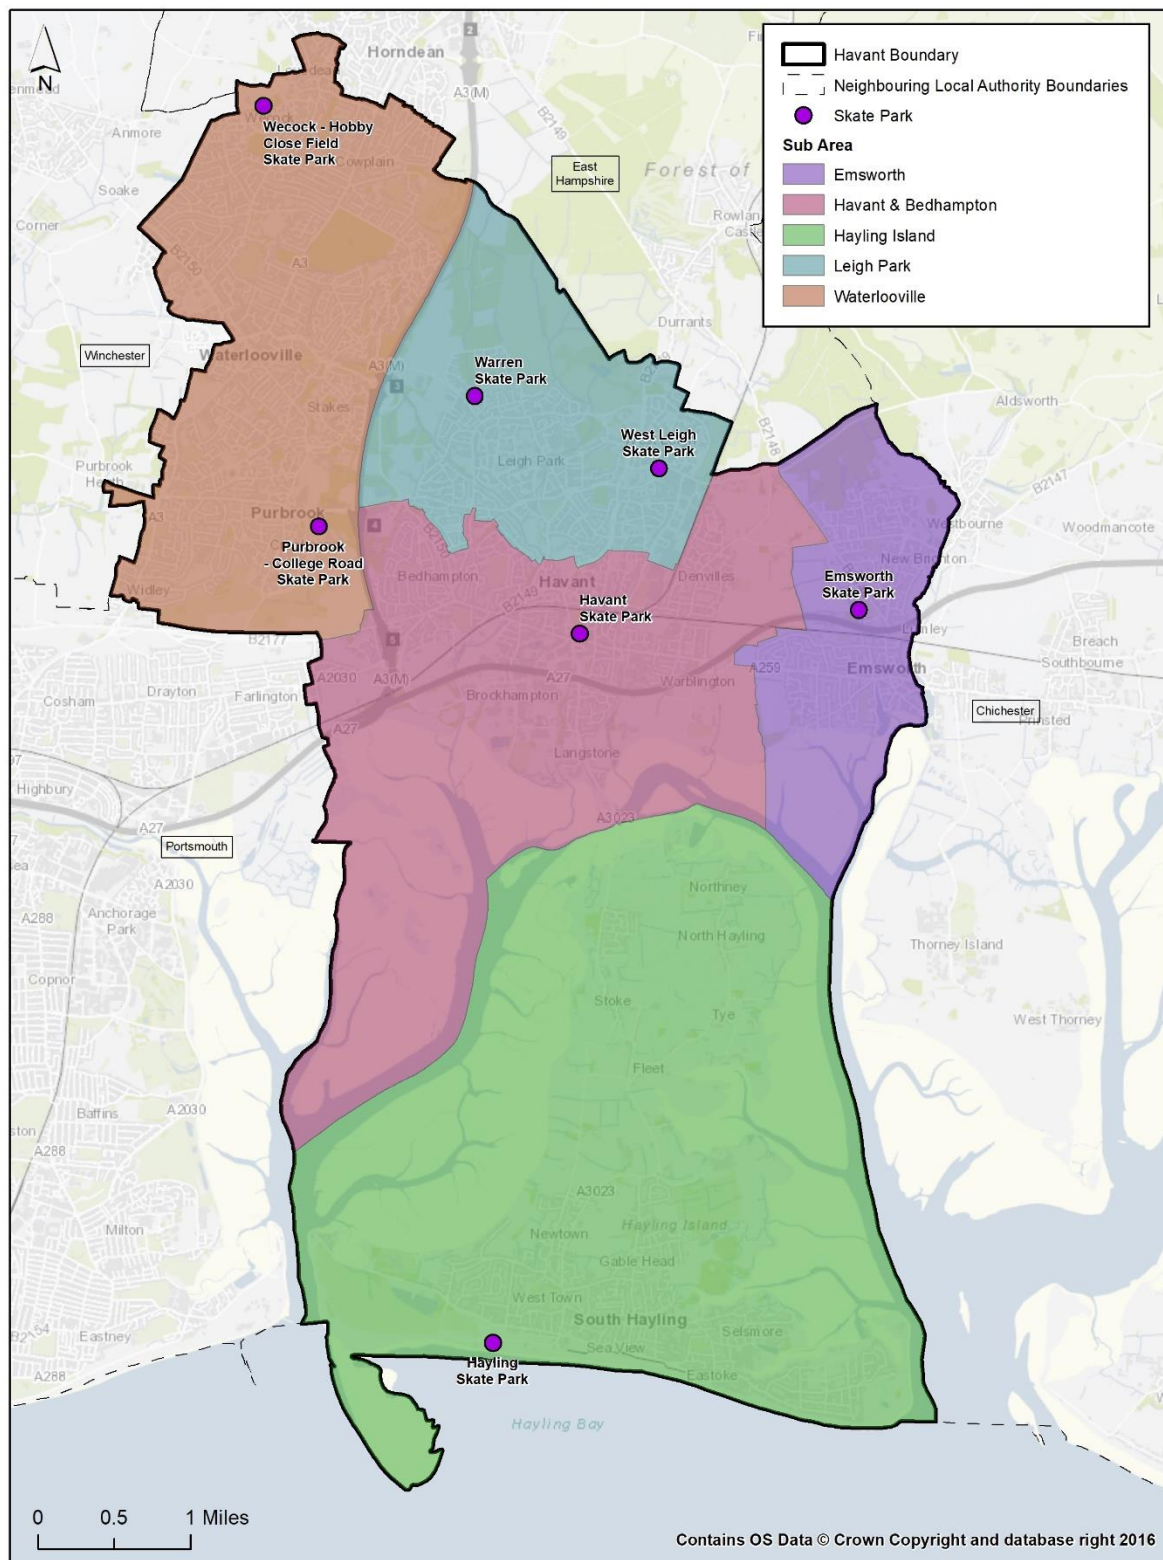 N
Horndean
2
A3(M)
B2149
Anmore
Wecock - Hobby
Close Field
Skate Park
Cowplain
Soake
Corner
East
Hampshire
Forest of
Rowlan
Havant Boundary
Neighbouring Local Authority Boundaries
Skate Park
Sub Area
Emsworth
Havant & Bedhampton
Hayling Island
Leigh Park
Waterlooville
B2150
A3
Durrants
Winchester
Waterlooville
A3(M)
3
Warren
Skate Park
Stakes
Aldsworth
West Leigh
Skate Park
Leigh Park
B2148
B2147
Purbrook
Heath
A3
Purbrook
4
Westbourne
Woodmancote
Purbrook
- College Road
Skate Park
Bedhampton
Havant
Denvilles
New Brighton
Emsworth
Skate Park
Widley
B2149
Havant
Skate Park
Lumley
B2177
Breach
Southbourne
A2030
A3(M)
A27
Warblington
A259
Emsworth
Cosham
Drayton
Farlington
Brockhampton
Chichester
Prinsted
A27
Langstone
Highbury
A27
A3023
Portsmouth
A2030
Northney
A288
Anchorage
Park
North Hayling
Thorney Island
Copnor
Stoke
Tye
West Thorney
Fleet
Baffins
A2030
A288
A3023
Milton
Newtown
Hayling Island
Gable Head
West Town
South Hayling
Selsmore
Eastney
Sea View
A288
Hayling
Skate Park
Eastoke
Hayling Bay
0 0.5 1 Miles
Contains OS Data © Crown Copyright and database right 2016